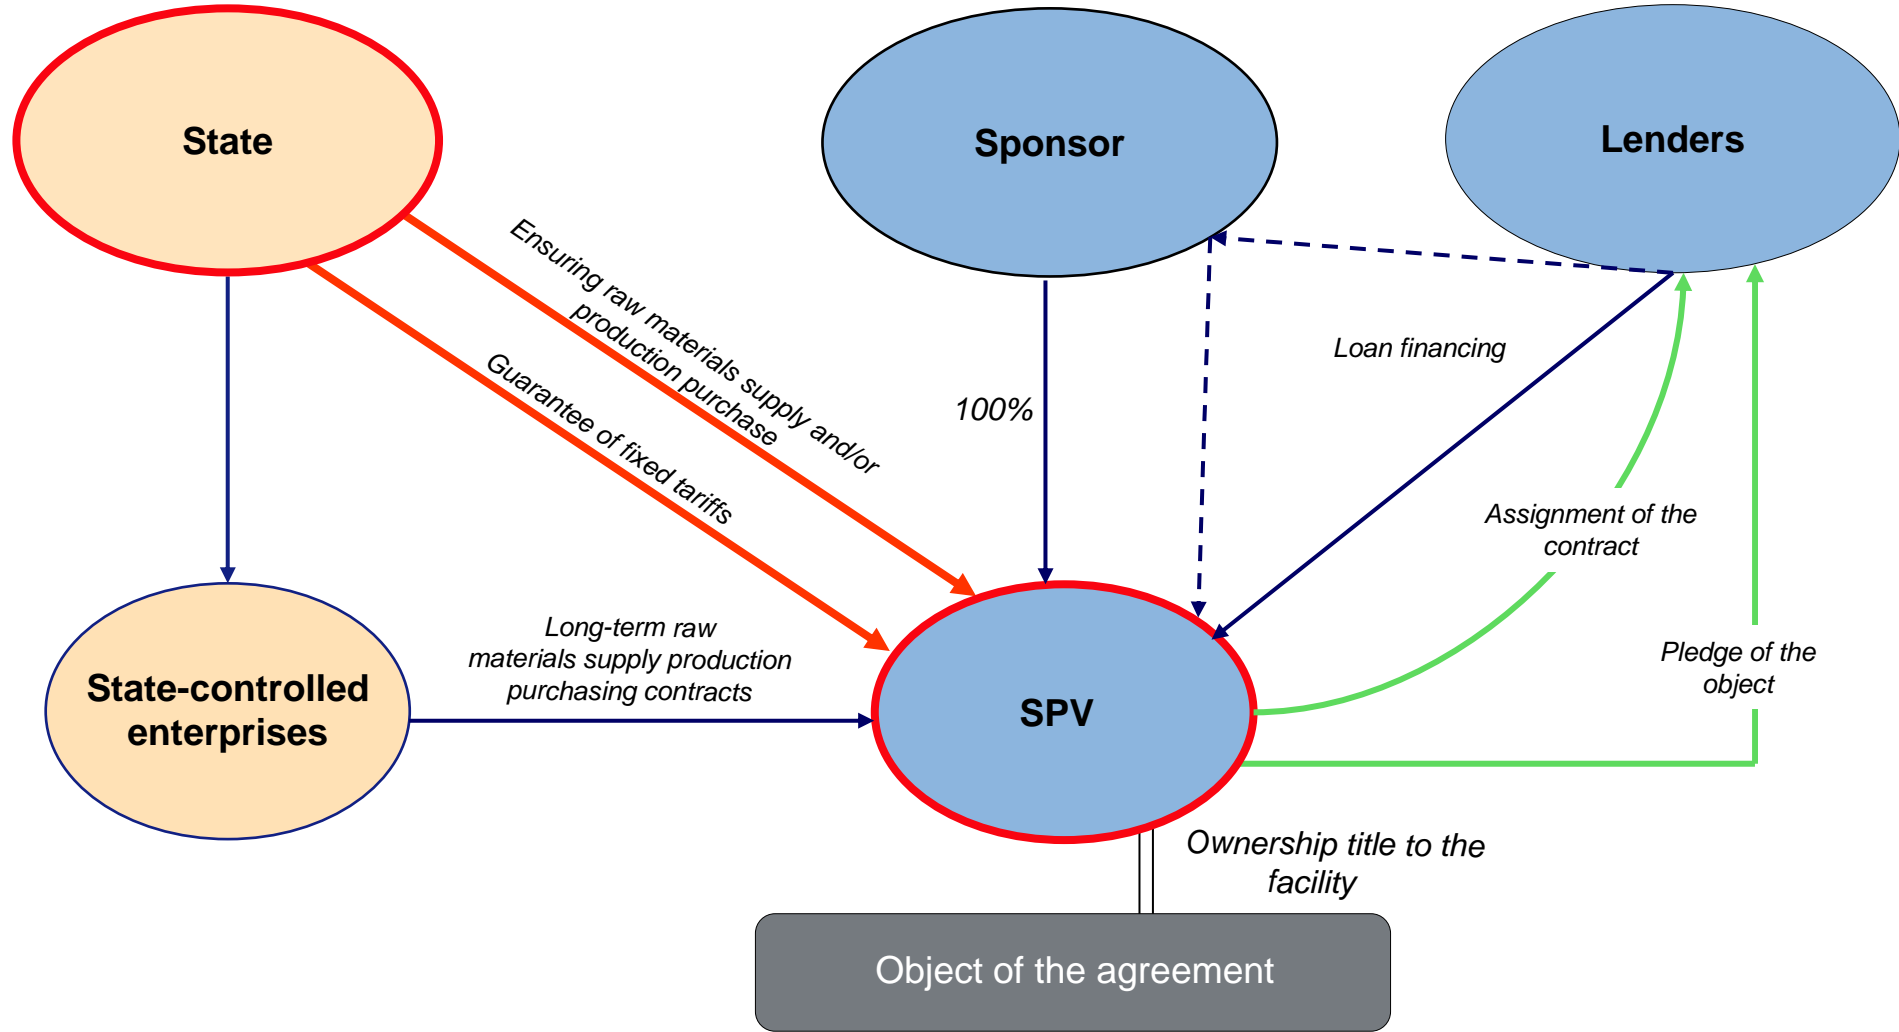 State
Sponsor
Lenders
Ensuring raw materials supply and/or
production purchase
Guarantee of fixed tariffs
100%
Loan financing
Assignment of the
contract
Long-term raw
materials supply production
purchasing contracts
Pledge of the
object
State-controlled
enterprises
SPV
Ownership title to the
facility
Object of the agreement